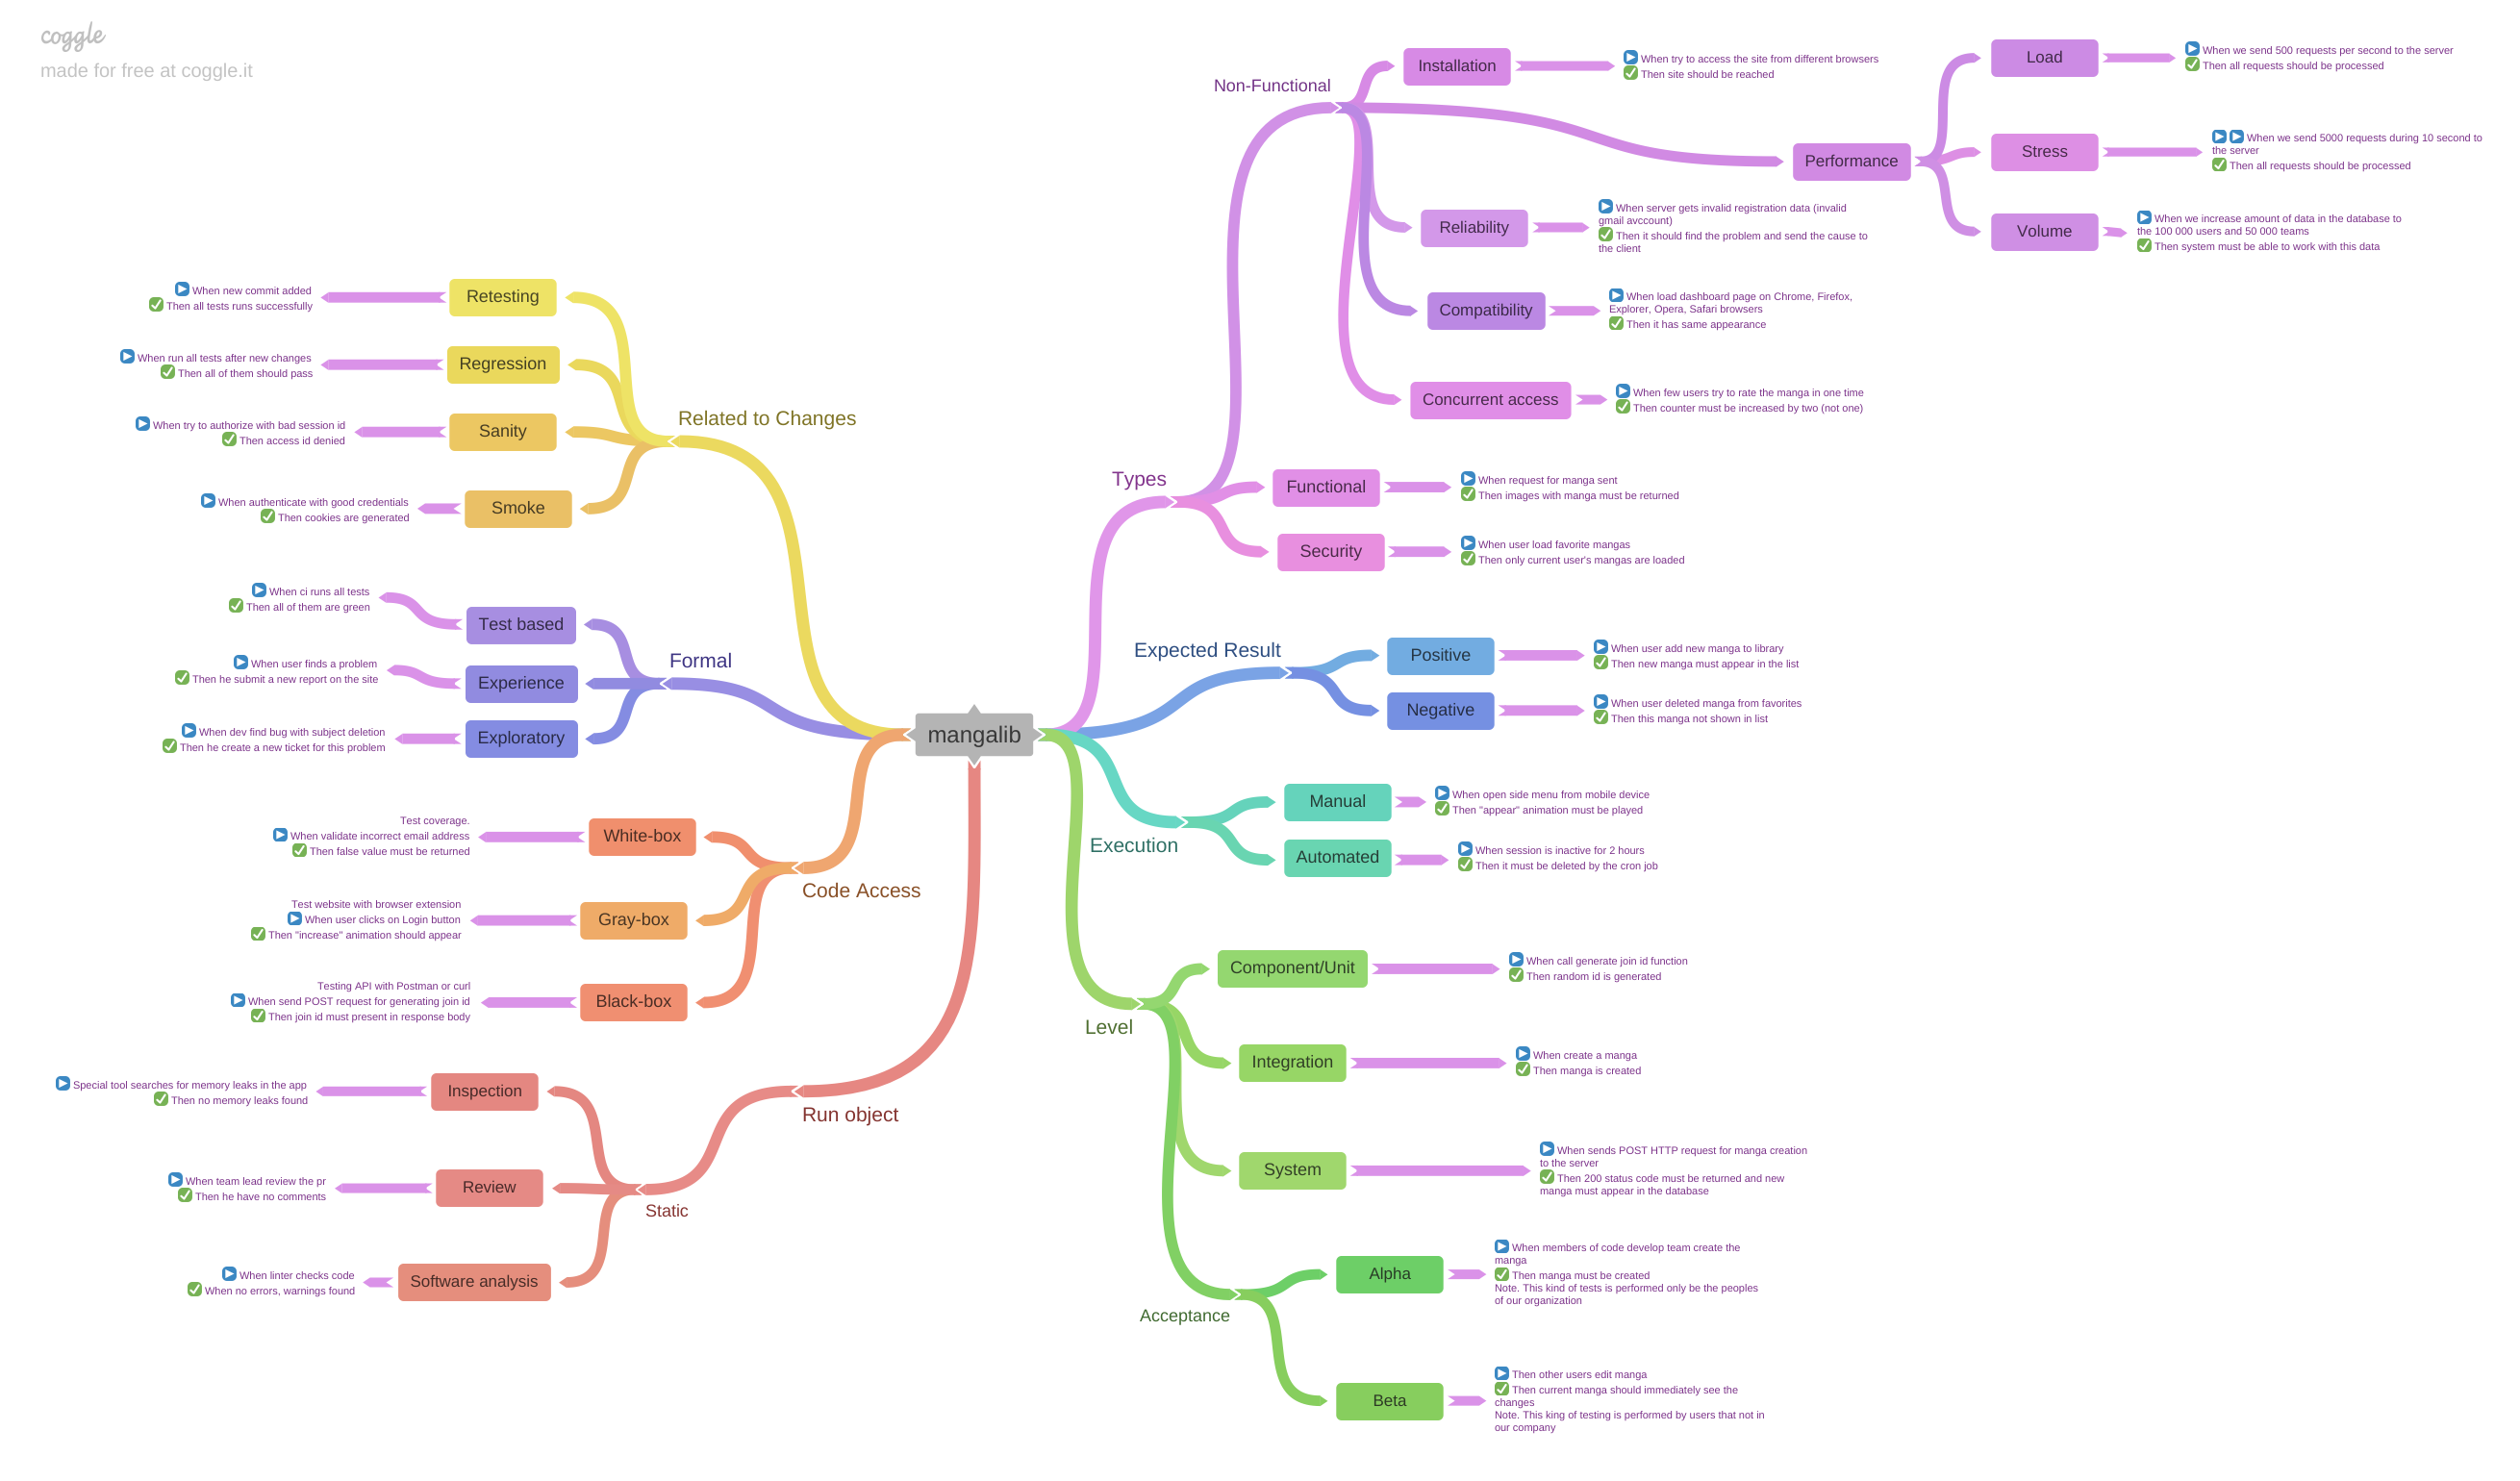 coggle
made for free at coggle.it
mangalib
Related to Changes
Retesting
When new commit added
Then all tests runs successfully
Regression
When run all tests after new changes
Then all of them should pass
Sanity
When try to authorize with bad session id
Then access id denied
Smoke
When authenticate with good credentials
Then cookies are generated
Formal
Test based
When ci runs all tests
Then all of them are green
Experience
When user finds a problem
Then he submit a new report on the site
Exploratory
When dev find bug with subject deletion
Then he create a new ticket for this problem
Code Access
White-box
Test coverage.
When validate incorrect email address
Then false value must be returned
Gray-box
Test website with browser extension
When user clicks on Login button
Then "increase" animation should appear
Black-box
Testing API with Postman or curl
When send POST request for generating join id
Then join id must present in response body
Run object
Static
Inspection
Special tool searches for memory leaks in the app
Then no memory leaks found
Review
When team lead review the pr
Then he have no comments
Software analysis
When linter checks code
When no errors, warnings found
Types
Non-Functional
Installation
When try to access the site from different browsers
Then site should be reached
Performance
Load
When we send 500 requests per second to the server
Then all requests should be processed
Stress
When we send 5000 requests during 10 second to
the server
Then all requests should be processed
Volume
When we increase amount of data in the database to
the 100 000 users and 50 000 teams
Then system must be able to work with this data
Reliability
When server gets invalid registration data (invalid
gmail avccount)
Then it should find the problem and send the cause to
the client
Compatibility
When load dashboard page on Chrome, Firefox,
Explorer, Opera, Safari browsers
Then it has same appearance
Concurrent access
When few users try to rate the manga in one time
Then counter must be increased by two (not one)
Functional
When request for manga sent
Then images with manga must be returned
Security
When user load favorite mangas
Then only current user's mangas are loaded
Expected Result
Positive
When user add new manga to library
Then new manga must appear in the list
Negative
When user deleted manga from favorites
Then this manga not shown in list
Execution
Manual
When open side menu from mobile device
Then "appear" animation must be played
Automated
When session is inactive for 2 hours
Then it must be deleted by the cron job
Level
Component/Unit
When call generate join id function
Then random id is generated
Integration
When create a manga
Then manga is created
System
When sends POST HTTP request for manga creation
to the server
Then 200 status code must be returned and new
manga must appear in the database
Acceptance
Alpha
When members of code develop team create the
manga
Then manga must be created
Note. This kind of tests is performed only be the peoples
of our organization
Beta
Then other users edit manga
Then current manga should immediately see the
changes
Note. This king of testing is performed by users that not in
our company